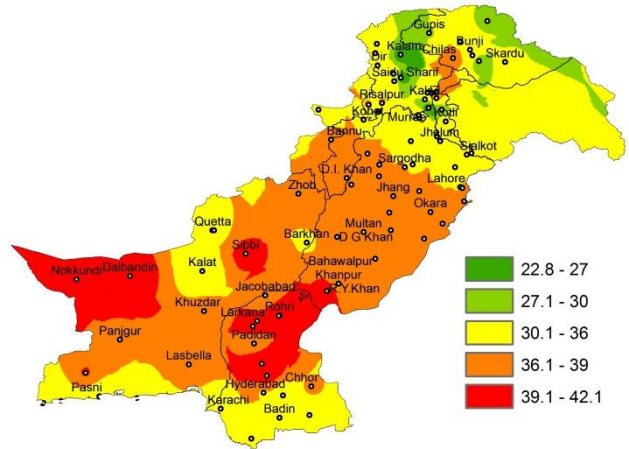 Gupis
Kalam
Chilas
Bunji
Dir
Skardu
Saidu Sharif
Risalpur
Kohat
Murree
Kotli
Bannu
Jhelum
Sialkot
Sargodha
D.I. Khan
Lahore
Zhob
Jhang
Okara
Quetta
Multan
Barkhan
D G Khan
Sibbi
Kalat
Bahawalpur
Nokkundi
Dalbandin
Khanpur
Jacobabad
R.Y.Khan
Khuzdar
Larkana
Rohri
Panjgur
Padidan
Lasbella
Pasni
Hyderabad
Chhor
Karachi
Badin
22.8 - 27
27.1 - 30
30.1 - 36
36.1 - 39
39.1 - 42.1